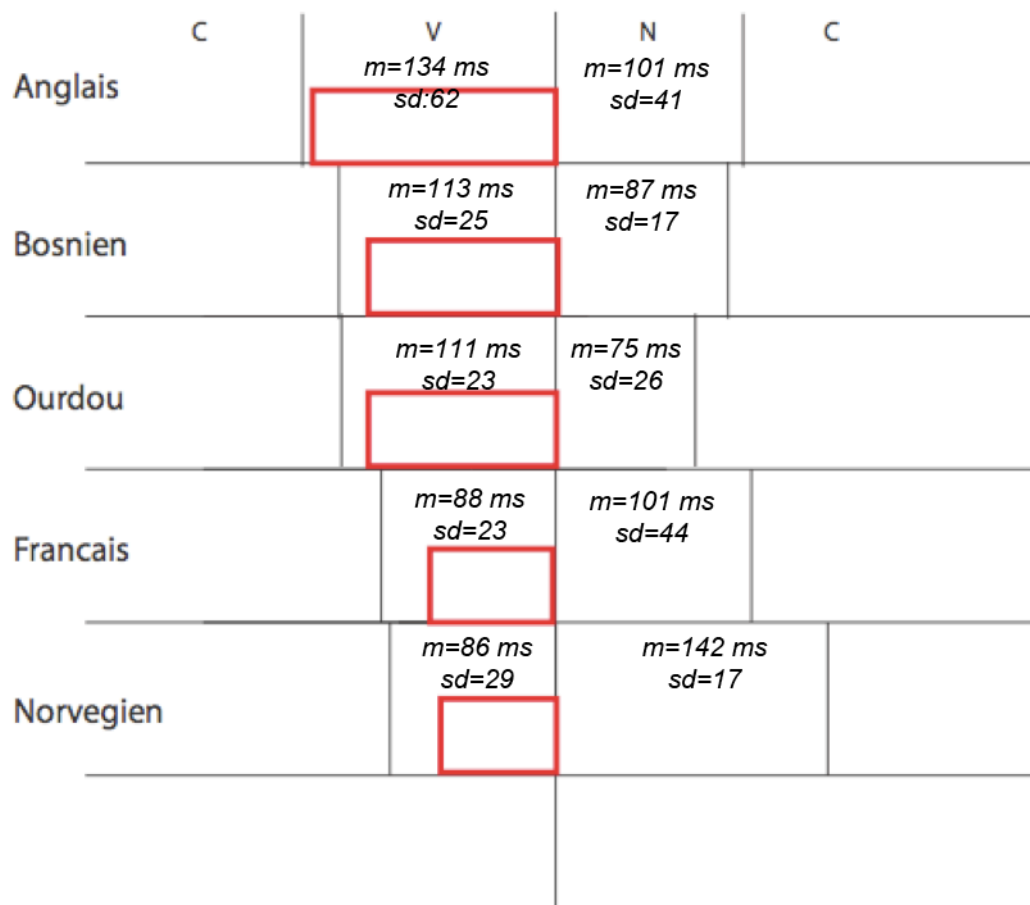 C V N C
Anglais
m=134 ms
sd:62
m=101 ms
sd=41
Bosnien
m=113 ms
sd=25
m=87 ms
sd=17
Ourdou
m=111 ms
sd=23
m=75 ms
sd=26
Francais
m=88 ms
sd=23
m=101 ms
sd=44
Norvegien
m=86 ms
sd=29
m=142 ms
sd=17